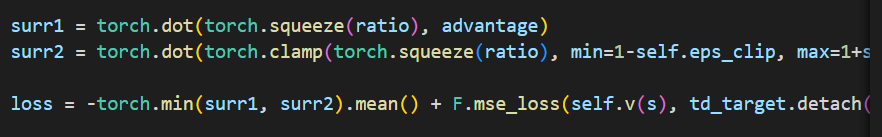 surr1 = torch.dot(torch.squeeze(ratio), advantage)
surr2 = torch.dot(torch.clamp(torch.squeeze(ratio), min=1-self.eps_clip, max=1+s
loss = -torch.min(surr1, surr2).mean() + F.mse_loss(self.v(s), td_target.detach(